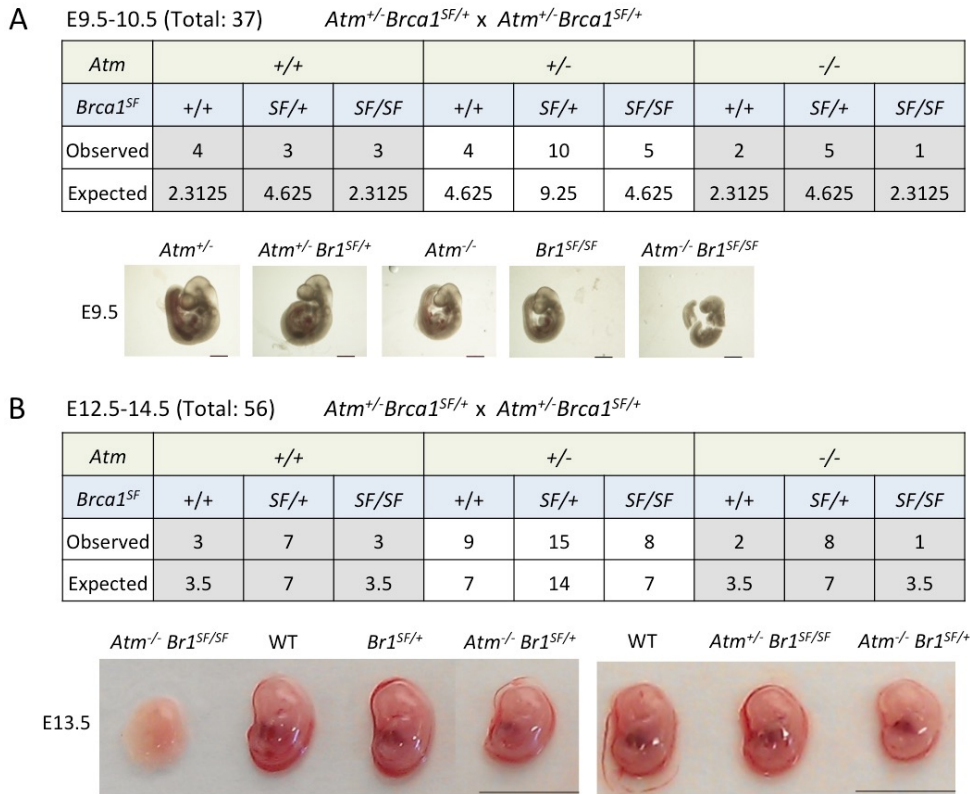 A
E9.5-10.5 (Total: 37) Atm+/-Brca1SF/+ x Atm+/-Brca1SF/+
Atm +/+ +/- -/-
Brca1SF +/+ SF/+ SF/SF +/+ SF/+ SF/SF +/+ SF/+ SF/SF
Observed 4 3 3 4 10 5 2 5 1
Expected 2.3125 4.625 2.3125 4.625 9.25 4.625 2.3125 4.625 2.3125
Atm+/- Atm+/- Br1SF/+ Atm-/- Br1SF/SF Atm-/- Br1SF/SF
E9.5
B
E12.5-14.5 (Total: 56) Atm+/-Brca1SF/+ x Atm+/-Brca1SF/+
Atm +/+ +/- -/-
Brca1SF +/+ SF/+ SF/SF +/+ SF/+ SF/SF +/+ SF/+ SF/SF
Observed 3 7 3 9 15 8 2 8 1
Expected 3.5 7 3.5 7 14 7 3.5 7 3.5
Atm-/- Br1SF/SF WT Br1SF/+ Atm-/- Br1SF/+ WT Atm+/- Br1SF/SF Atm-/- Br1SF/+
E13.5